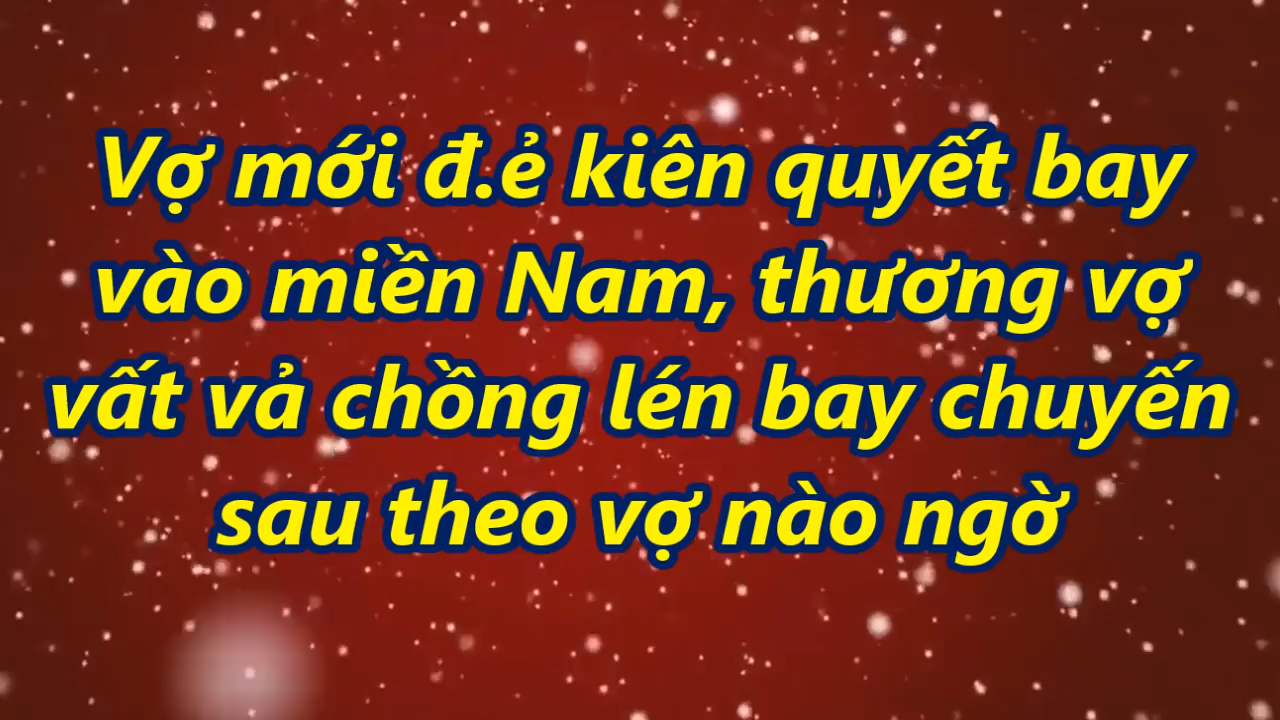 Vợ mới đ.ẻ kiên quyết bay
vào miền Nam, thương vợ
vất vả chồng lén bay chuyến
sau theo vợ nào ngờ